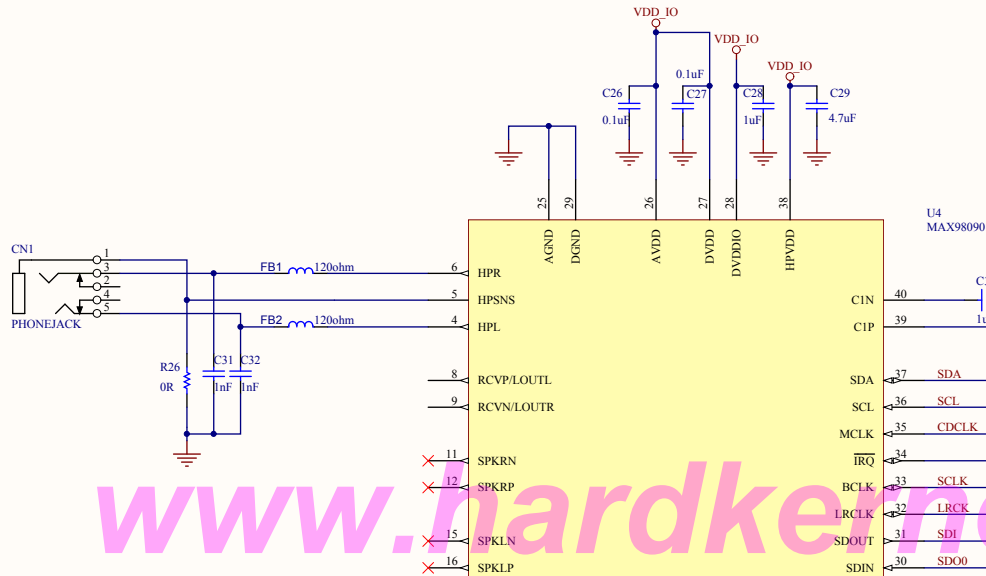 VDD_IO
VDD_IO
VDD_IO
C26
0.1uF
0.1uF
C27
C28
1uF
C29
4.7uF
25
29
26
27
28
38
U4
MAX98090
AGND
DGND
AVDD
DVDD
DVDDIO
HPVDD
CN1
PHONEJACK
1
3
2
4
5
FB1
120ohm
6
HPR
5
HPSNS
FB2
120ohm
4
HPL
R26
0R
C31
1nF
C32
1nF
8
RCVP/LOUTL
9
RCVN/LOUTR
11
SPKRN
12
SPKRP
15
SPKLN
16
SPKLP
C1N
40
C1P
39
SDA
37
SDA
SCL
36
SCL
MCLK
35
CDCLK
IRQ
34
BCLK
33
SCLK
LRCLK
32
LRCK
SDOUT
31
SDI
SDIN
30
SDO0
www.hardkerne